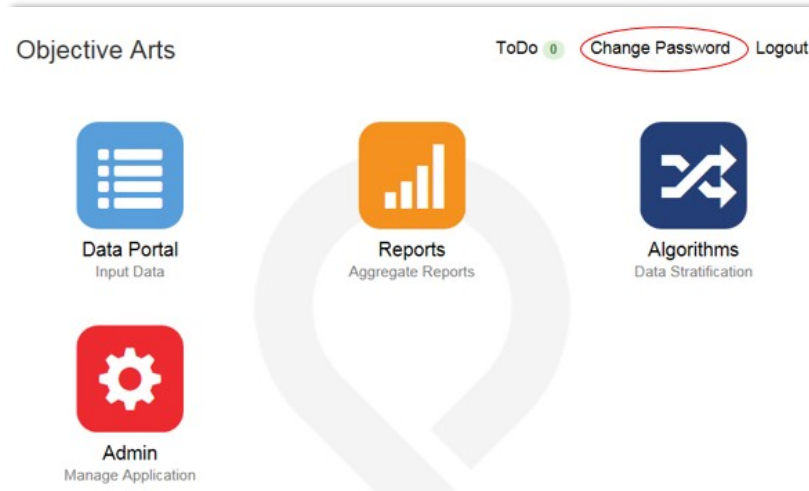 Objective Arts
ToDo 0 Change Password Logout
Data Portal
Input Data
Reports
Aggregate Reports
Algorithms
Data Stratification
Admin
Manage Application